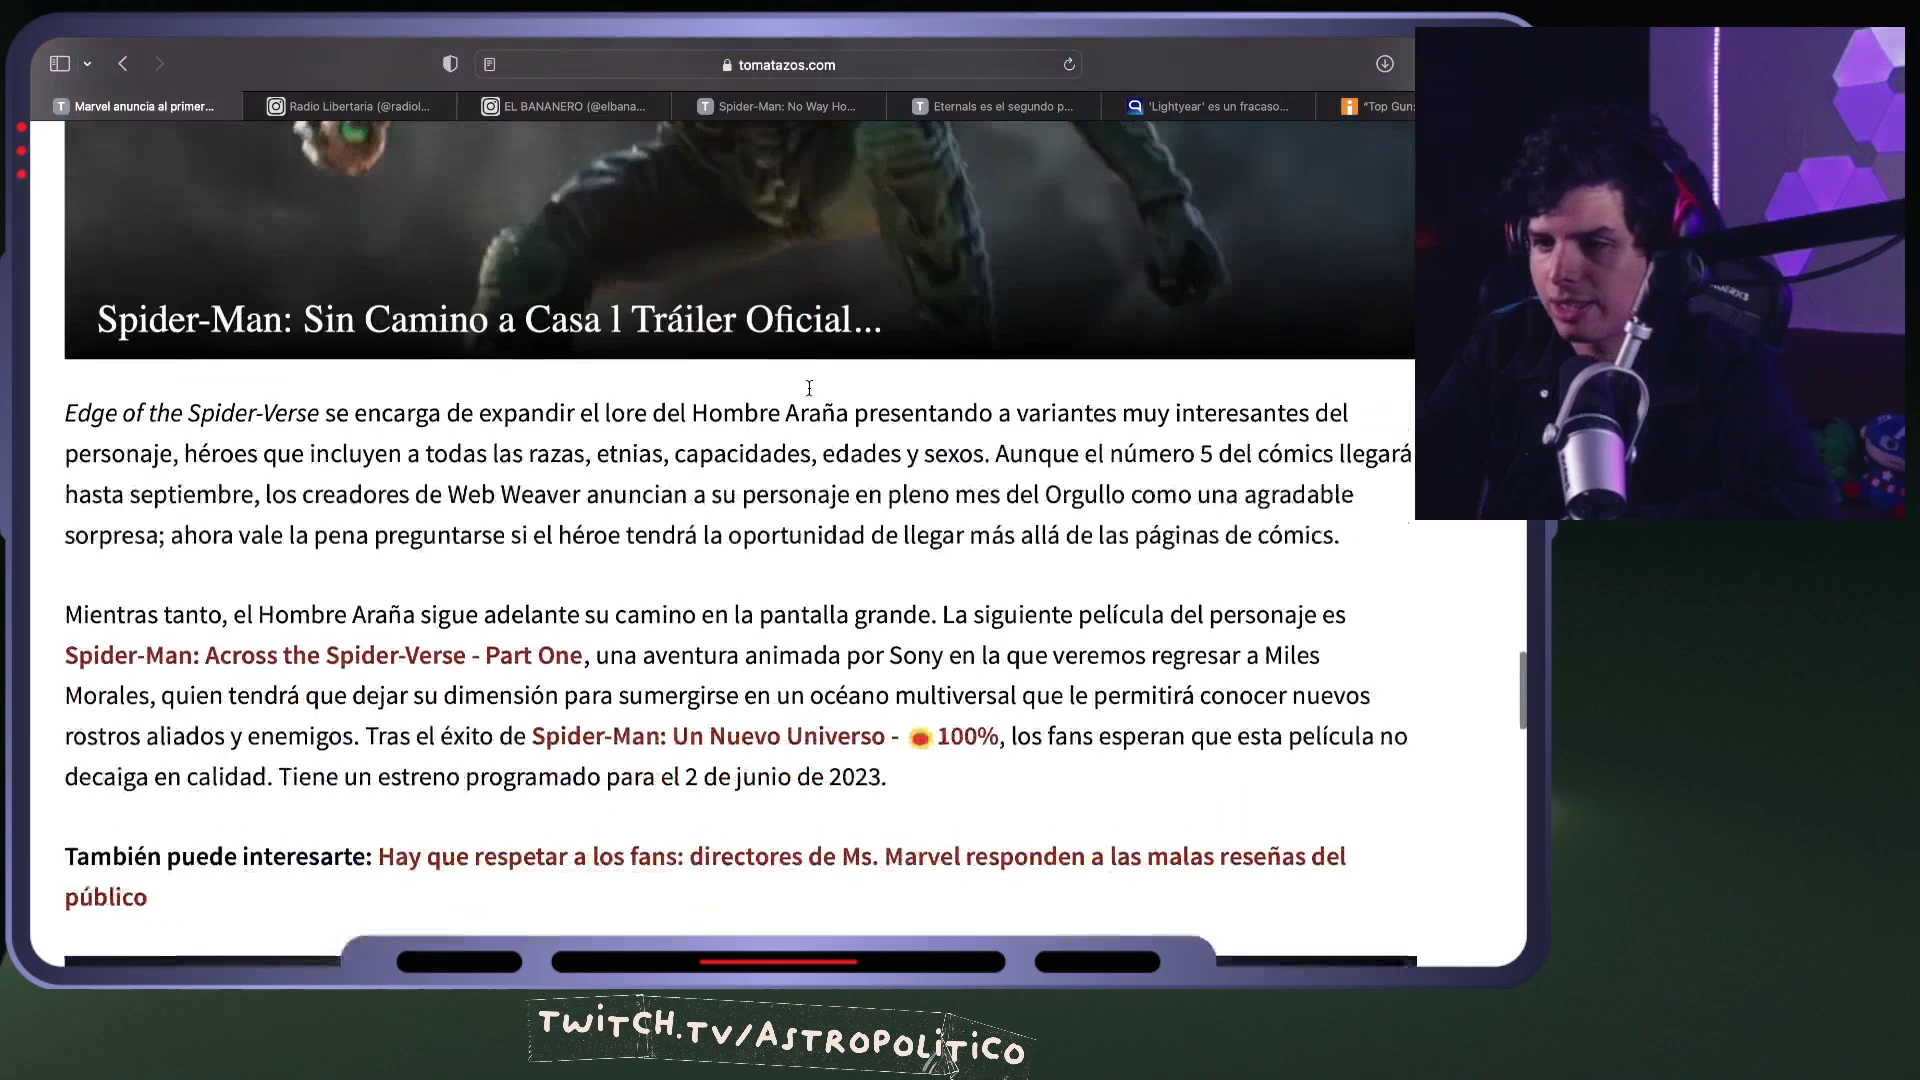 tomatazos.com
Marvel anuncia al primer...
Radio Libertaria (@radiol...
EL BANANERO (@elbana...
Spider-Man: No Way Ho...
Eternals es el segundo p...
'Lightyear' es un fracaso...
"Top Gun:
Spider-Man: Sin Camino a Casa l Tráiler Oficial...
Edge of the Spider-Verse se encarga de expandir el lore del Hombre Araña presentando a variantes muy interesantes del
personaje, héroes que incluyen a todas las razas, etnias, capacidades, edades y sexos. Aunque el número 5 del cómics llegará
hasta septiembre, los creadores de Web Weaver anuncian a su personaje en pleno mes del Orgullo como una agradable
sorpresa; ahora vale la pena preguntarse si el héroe tendrá la oportunidad de llegar más allá de las páginas de cómics.
Mientras tanto, el Hombre Araña sigue adelante su camino en la pantalla grande. La siguiente película del personaje es
Spider-Man: Across the Spider-Verse - Part One, una aventura animada por Sony en la que veremos regresar a Miles
Morales, quien tendrá que dejar su dimensión para sumergirse en un océano multiversal que le permitirá conocer nuevos
rostros aliados y enemigos. Tras el éxito de Spider-Man: Un Nuevo Universo - 100%, los fans esperan que esta película no
decaiga en calidad. Tiene un estreno programado para el 2 de junio de 2023.
También puede interesarte: Hay que respetar a los fans: directores de Ms. Marvel responden a las malas reseñas del
público
TWiTCH.TV/ASTROPOLiTiCO